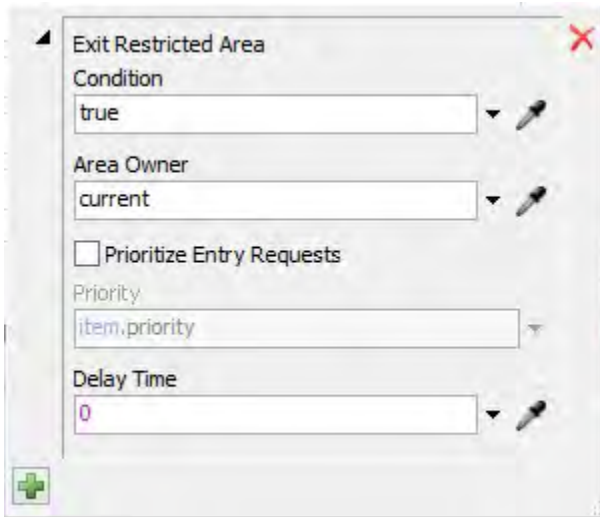 Exit Restricted Area
Condition
true
Area Owner
current
Prioritize Entry Requests
Priority
item.priority
Delay Time
0